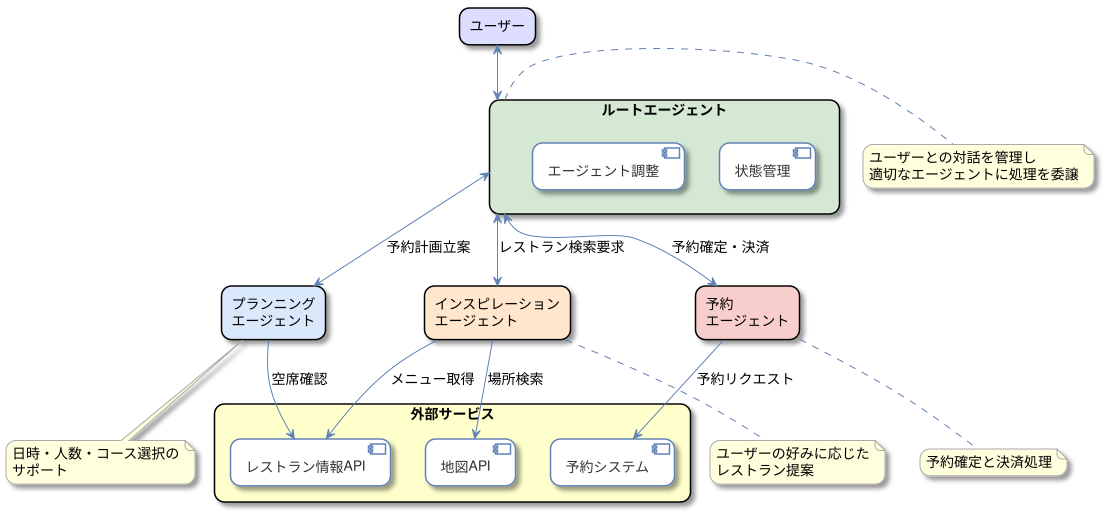 ユーザー
ルートエージェント
エージェント調整
状態管理
ユーザーとの対話を管理し
適切なエージェントに処理を委譲
予約計画立案
レストラン検索要求
予約確定・決済
プランニング
エージェント
インスピレーション
エージェント
予約
エージェント
空席確認
メニュー取得
場所検索
予約リクエスト
外部サービス
レストラン情報API
地図API
予約システム
日時・人数・コース選択の
サポート
ユーザーの好みに応じた
レストラン提案
予約確定と決済処理